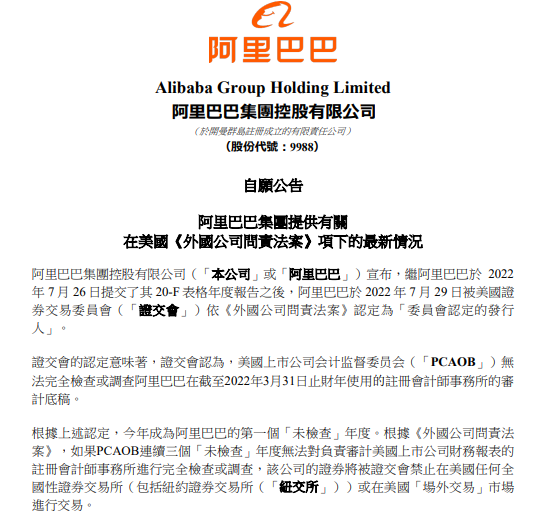 阿里巴巴
Alibaba Group Holding Limited
阿里巴巴集團控股有限公司
（於開曼群島註冊成立的有限責任公司）
（股份代號：9988）
自願公告
阿里巴巴集團提供有關
在美國《外國公司問責法案》項下的最新情況
阿里巴巴集團控股有限公司（「本公司」或「阿里巴巴」）宣布，繼阿里巴巴於 2022
年 7 月 26 日提交了其 20-F 表格年度報告之後，阿里巴巴於 2022 年 7 月 29 日被美國證
券交易委員會（「證交會」）依《外國公司問責法案》認定為「委員會認定的發行
人」。
證交會的認定意味著，證交會認為，美國上市公司会计监督委员会（「PCAOB」）無
法完全檢查或調查阿里巴巴在截至2022年3月31日止財年使用的註冊會計師事務所的審
計底稿。
根據上述認定，今年成為阿里巴巴的第一個「未檢查」年度。根據《外國公司問責法
案》，如果PCAOB連續三個「未檢查」年度無法對負責審計美國上市公司財務報表的
註冊會計師事務所進行完全檢查或調查，該公司的證券將被證交會禁止在美國任何全
國性證券交易所（包括紐約證券交易所（「紐交所」））或在美國「場外交易」市場
進行交易。